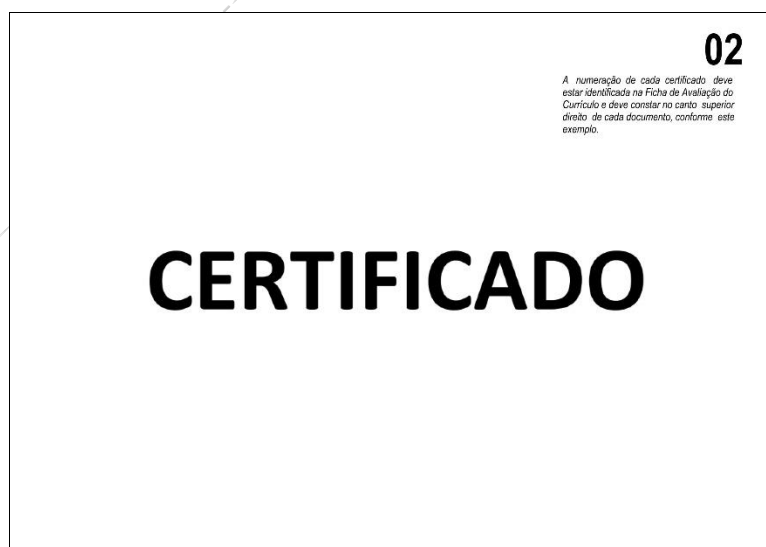 02
A numeração de cada certificado deve
estar identificada na Ficha de Avaliação do
Currículo e deve constar no canto superior
direito de cada documento, conforme este
exemplo.
CERTIFICADO